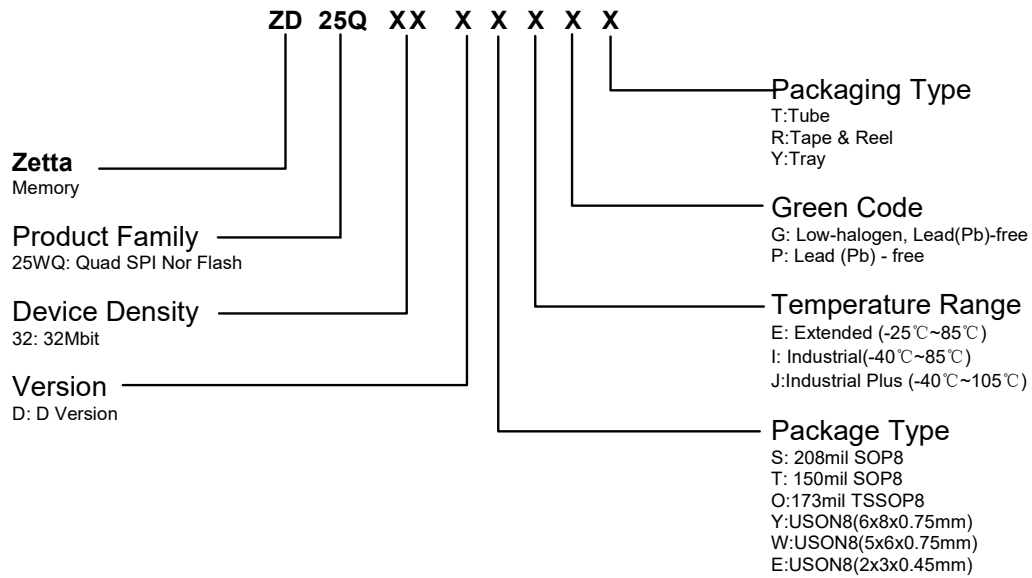 ZD 25Q XX X X X X X
Zetta
Memory
Product Family
25WQ: Quad SPI Nor Flash
Device Density
32: 32Mbit
Version
D: D Version
Packaging Type
T:Tube
R:Tape & Reel
Y:Tray
Green Code
G: Low-halogen, Lead(Pb)-free
P: Lead (Pb) - free
Temperature Range
E: Extended (-25℃~85℃)
I: Industrial(-40℃~85℃)
J:Industrial Plus (-40℃~105℃)
Package Type
S: 208mil SOP8
T: 150mil SOP8
O:173mil TSSOP8
Y:USON8(6x8x0.75mm)
W:USON8(5x6x0.75mm)
E:USON8(2x3x0.45mm)